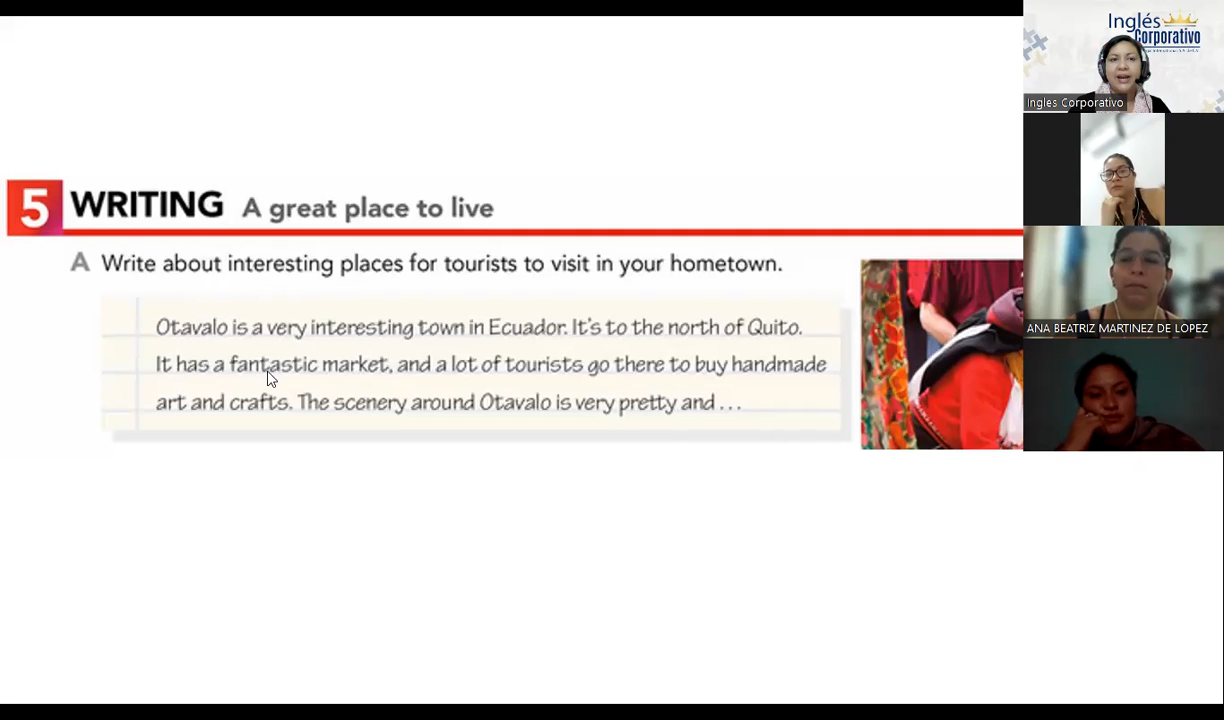 Inglés
Corporativo
Ingles Corporativo
5 WRITING A great place to live
A Write about interesting places for tourists to visit in your hometown.
Otavalo is a very interesting town in Ecuador. It's to the north of Quito.
It has a fantastic market, and a lot of tourists go there to buy handmade
art and crafts. The scenery around Otavalo is very pretty and ...
ANA BEATRIZ MARTINEZ DE LOPEZ